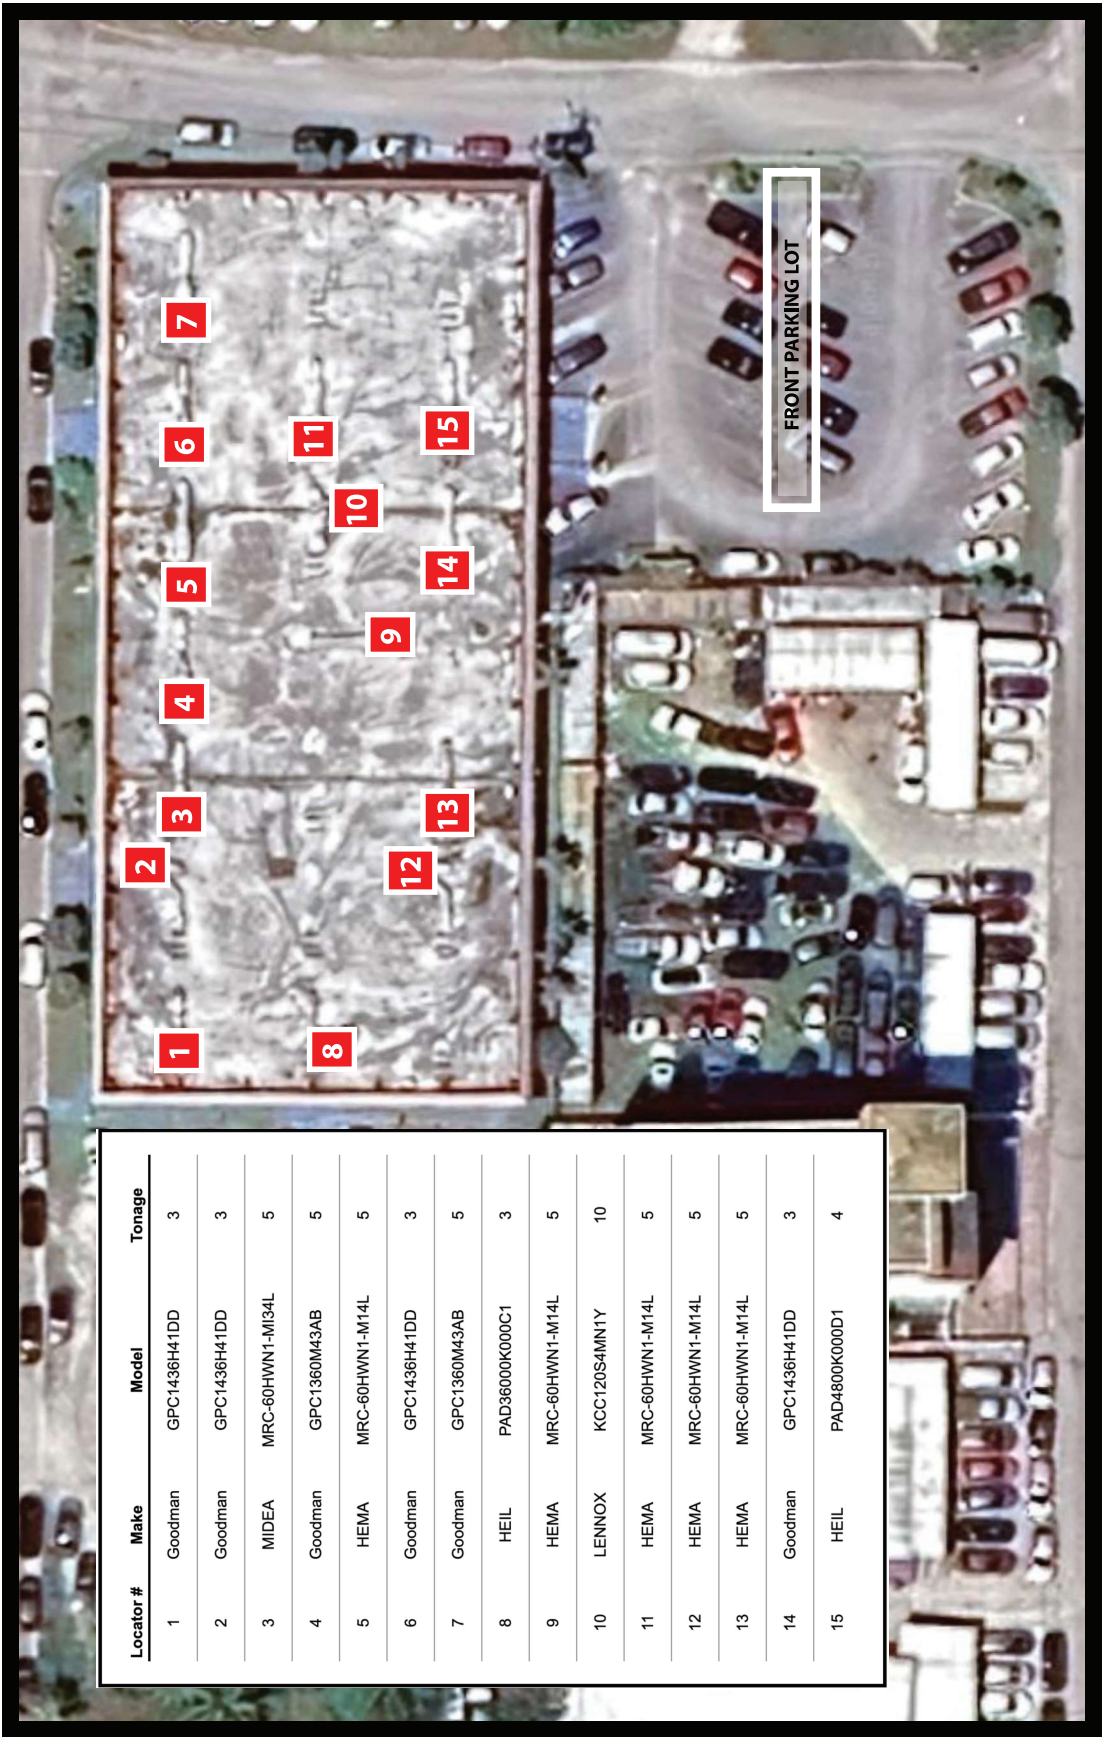 1
2
3
4
5
6
7
8
9
10
11
12
13
14
15
FRONT PARKING LOT
Locator # Make Model Tonage
1 Goodman GPC1436H41DD 3
2 Goodman GPC1436H41DD 3
3 MIDEA MRC-60HWN1-MI34L 5
4 Goodman GPC1360M43AB 5
5 HEMA MRC-60HWN1-M14L 5
6 Goodman GPC1436H41DD 3
7 Goodman GPC1360M43AB 5
8 HEIL PAD36000K000C1 3
9 HEMA MRC-60HWN1-M14L 5
10 LENNOX KCC120S4MN1Y 10
11 HEMA MRC-60HWN1-M14L 5
12 HEMA MRC-60HWN1-M14L 5
13 HEMA MRC-60HWN1-M14L 5
14 Goodman GPC1436H41DD 3
15 HEIL PAD4800K000D1 4